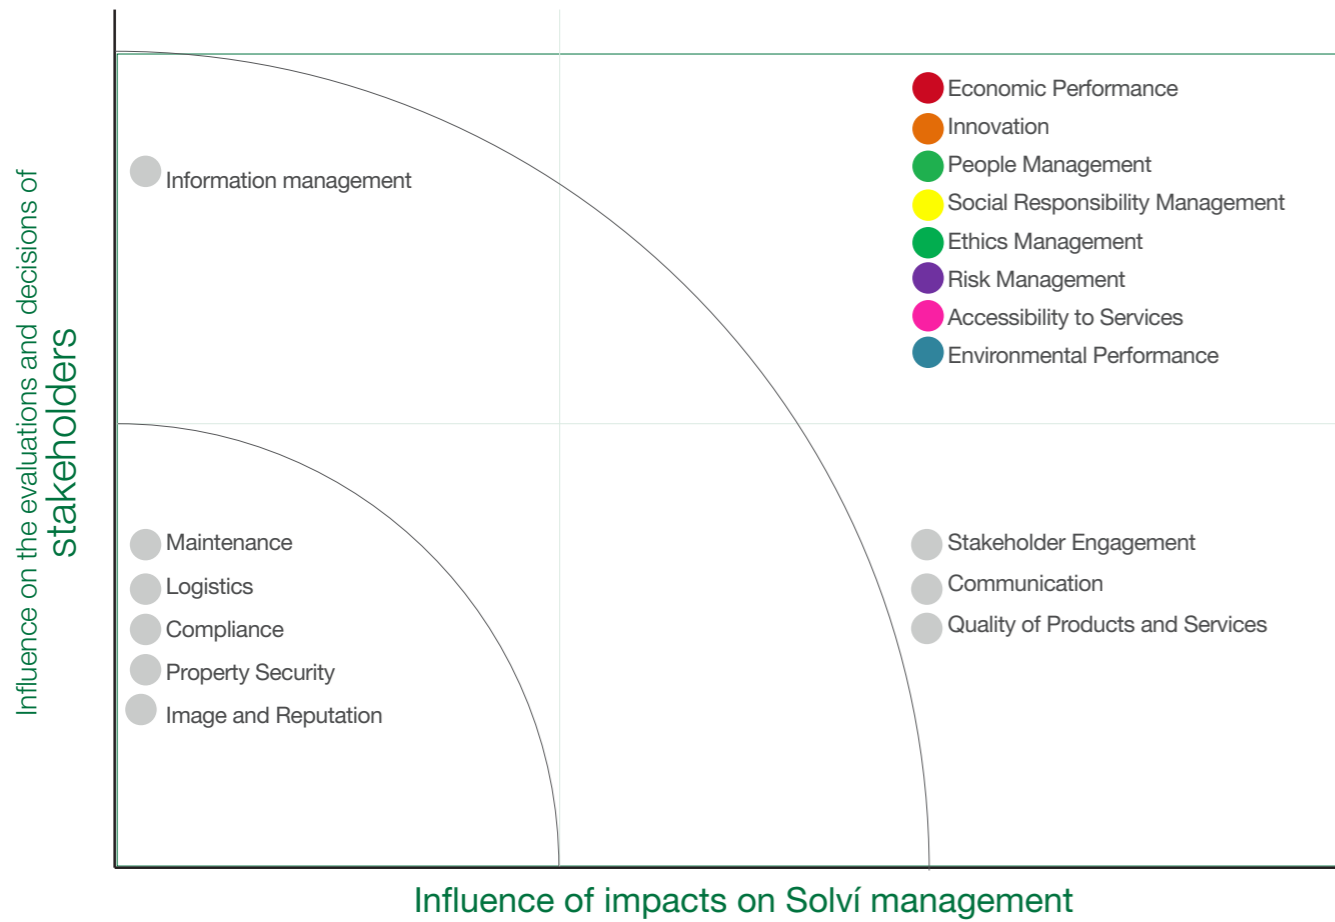 Influence on the evaluations and decisions of
stakeholders
Information management
Economic Performance
Innovation
People Management
Social Responsibility Management
Ethics Management
Risk Management
Accessibility to Services
Environmental Performance
Maintenance
Logistics
Compliance
Property Security
Image and Reputation
Stakeholder Engagement
Communication
Quality of Products and Services
Influence of impacts on Solví management